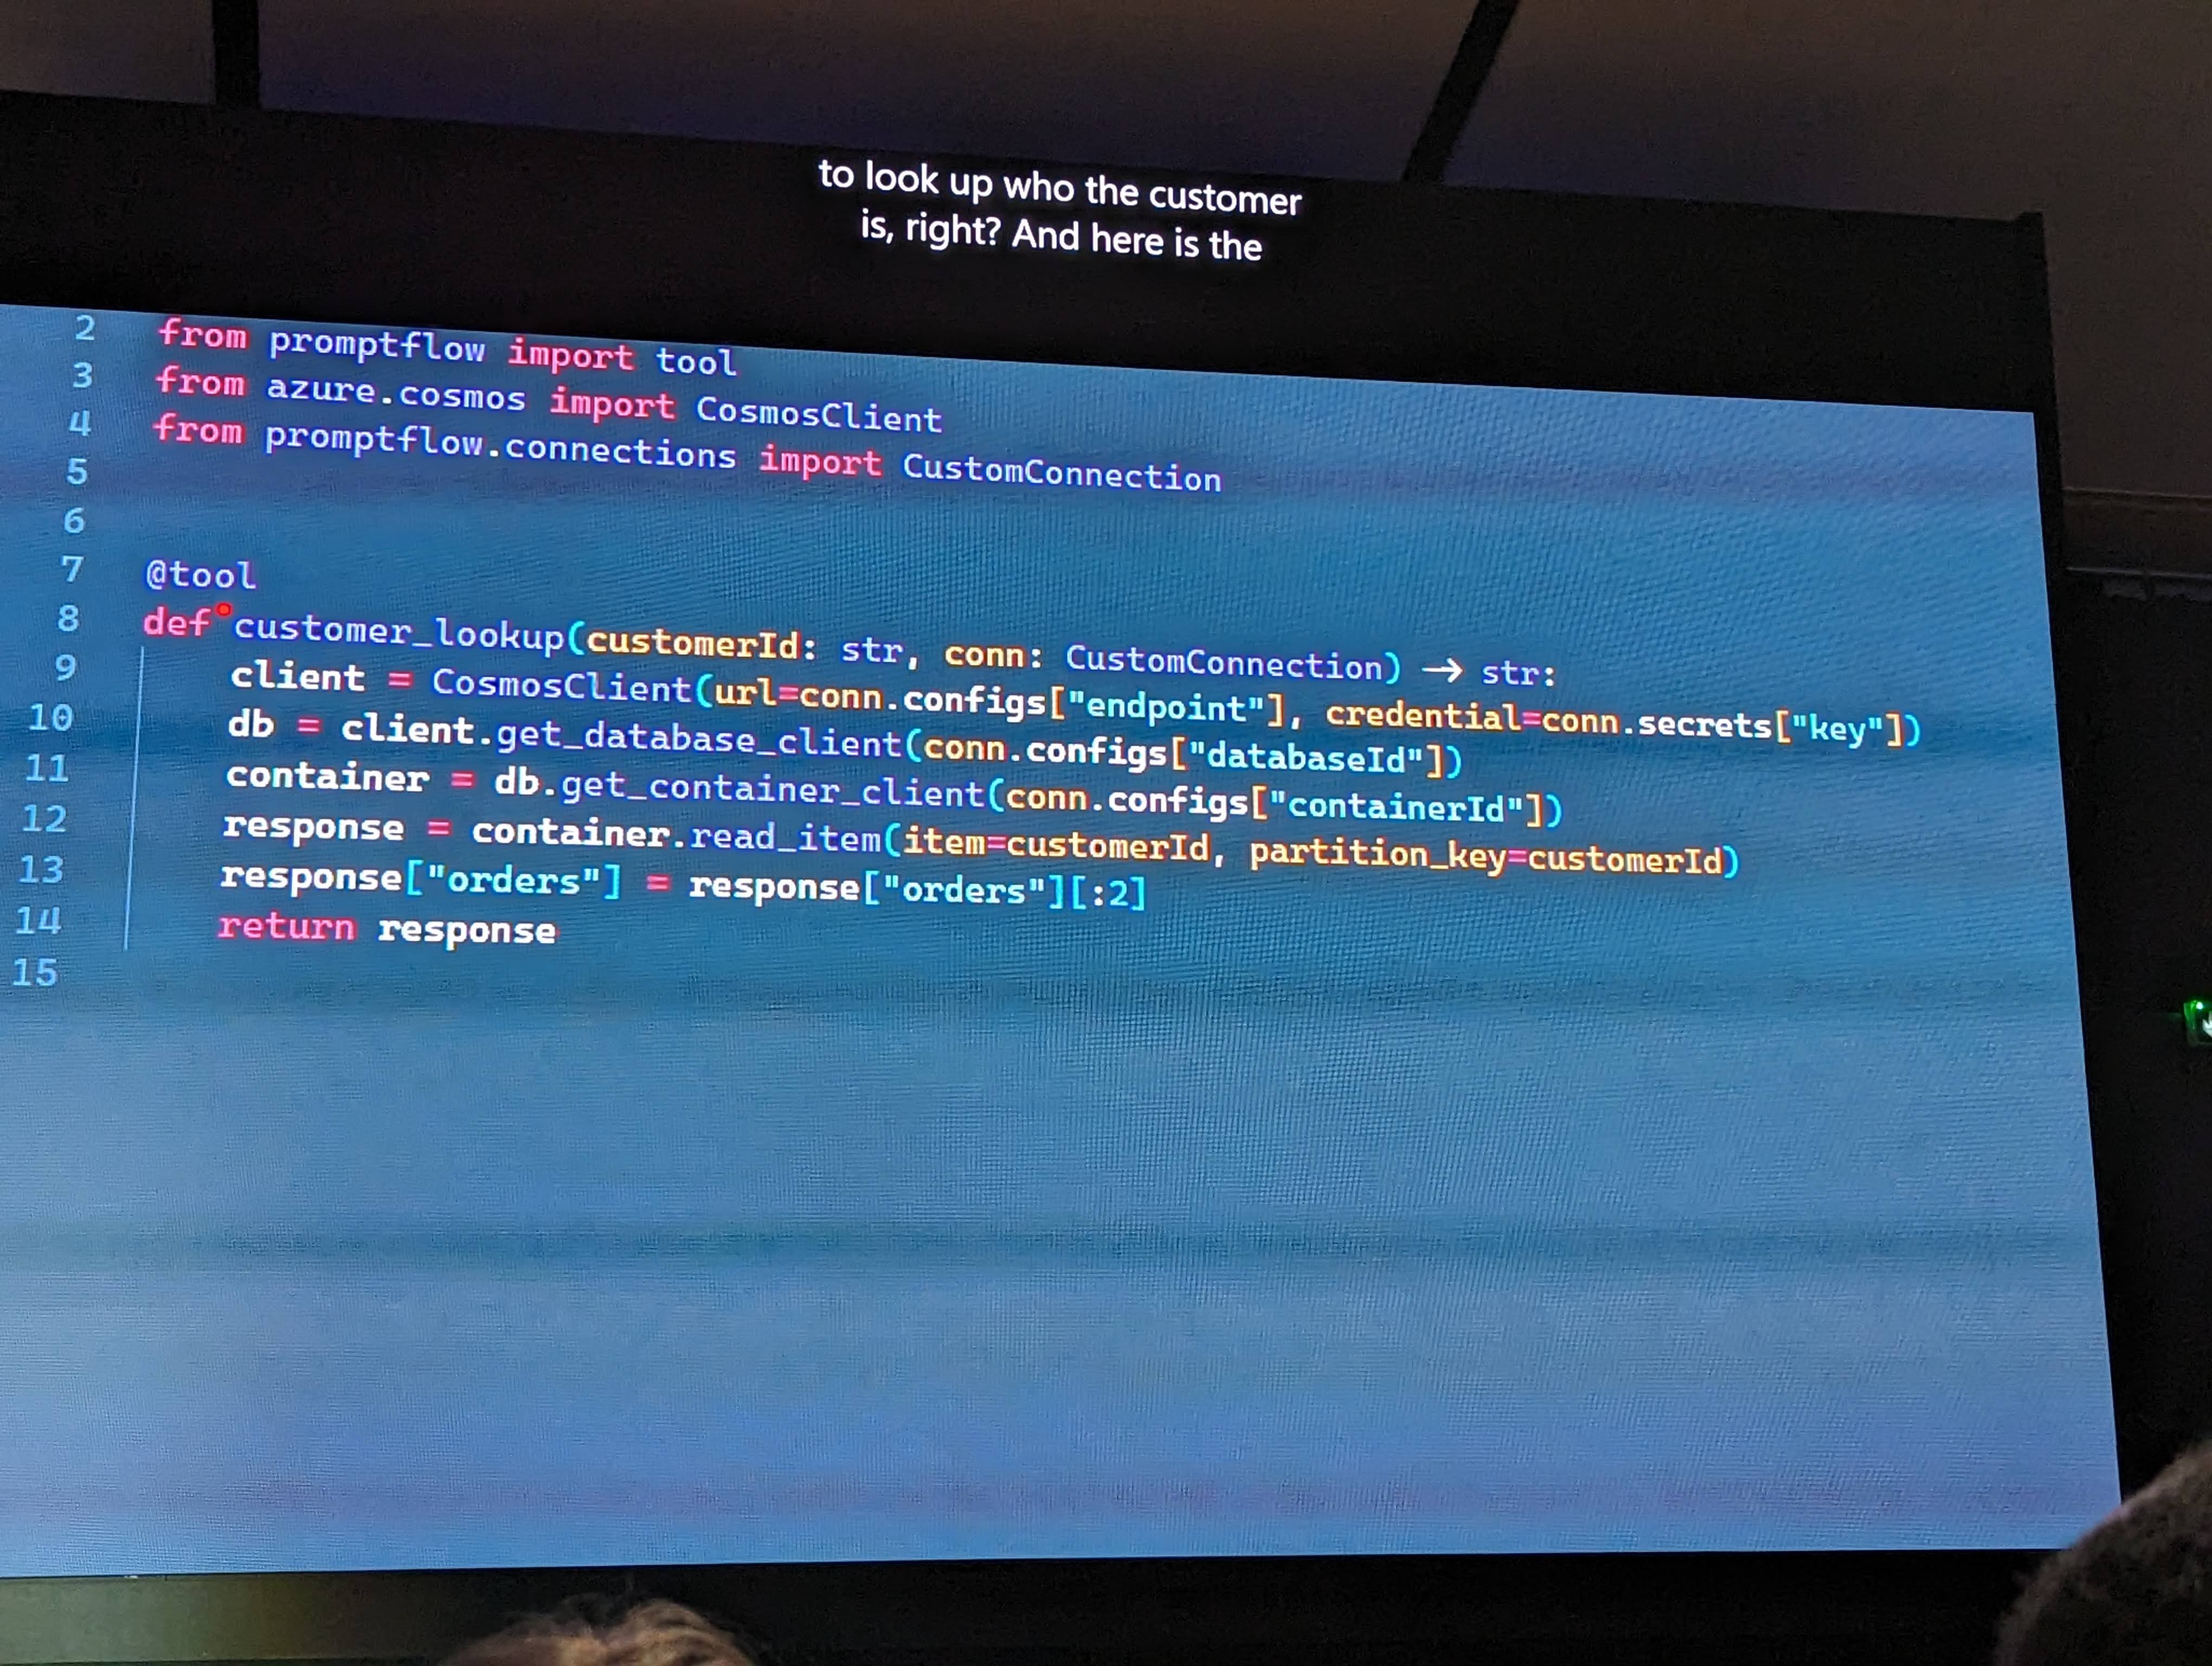 to look up who the customer
is, right? And here is the
2 from promptflow import tool
3 from azure.cosmos import CosmosClient
4 from promptflow.connections import CustomConnection
5
6
7 @tool
8 def customer_lookup(customerId: str, conn: CustomConnection) → str:
9     client = CosmosClient(url=conn.configs["endpoint"], credential=conn.secrets["key"])
10     db = client.get_database_client(conn.configs["databaseId"])
11     container = db.get_container_client(conn.configs["containerId"])
12     response = container.read_item(item=customerId, partition_key=customerId)
13     response["orders"] = response["orders"][:2]
14     return response
15